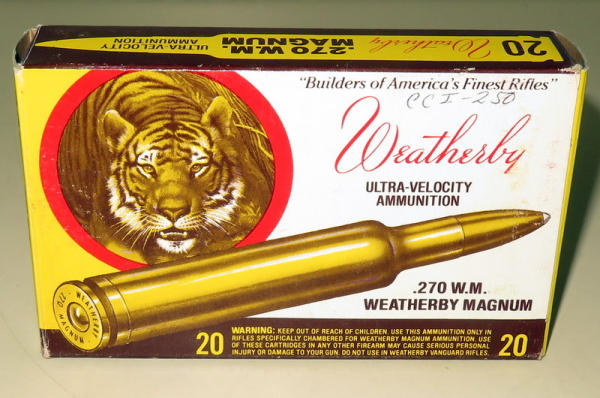 20
ULTRA-VELOCITY
AMMUNITION
.270 W.M.
MAGNUM
Weatherby
20
"Builders of America's Finest Rifles"
CCI-250
Weatherby
ULTRA-VELOCITY
AMMUNITION
.270 W.M.
WEATHERBY MAGNUM
WEATHERBY
270
MAGNUM
20
WARNING: KEEP OUT OF REACH OF CHILDREN. USE THIS AMMUNITION ONLY IN
RIFLES SPECIFICALLY CHAMBERED FOR WEATHERBY MAGNUM AMMUNITION. USE
OF THESE CARTRIDGES IN ANY OTHER FIREARM MAY CAUSE SERIOUS PERSONAL
INJURY OR DAMAGE TO YOUR GUN. DO NOT USE IN WEATHERBY VANGUARD RIFLES.
20